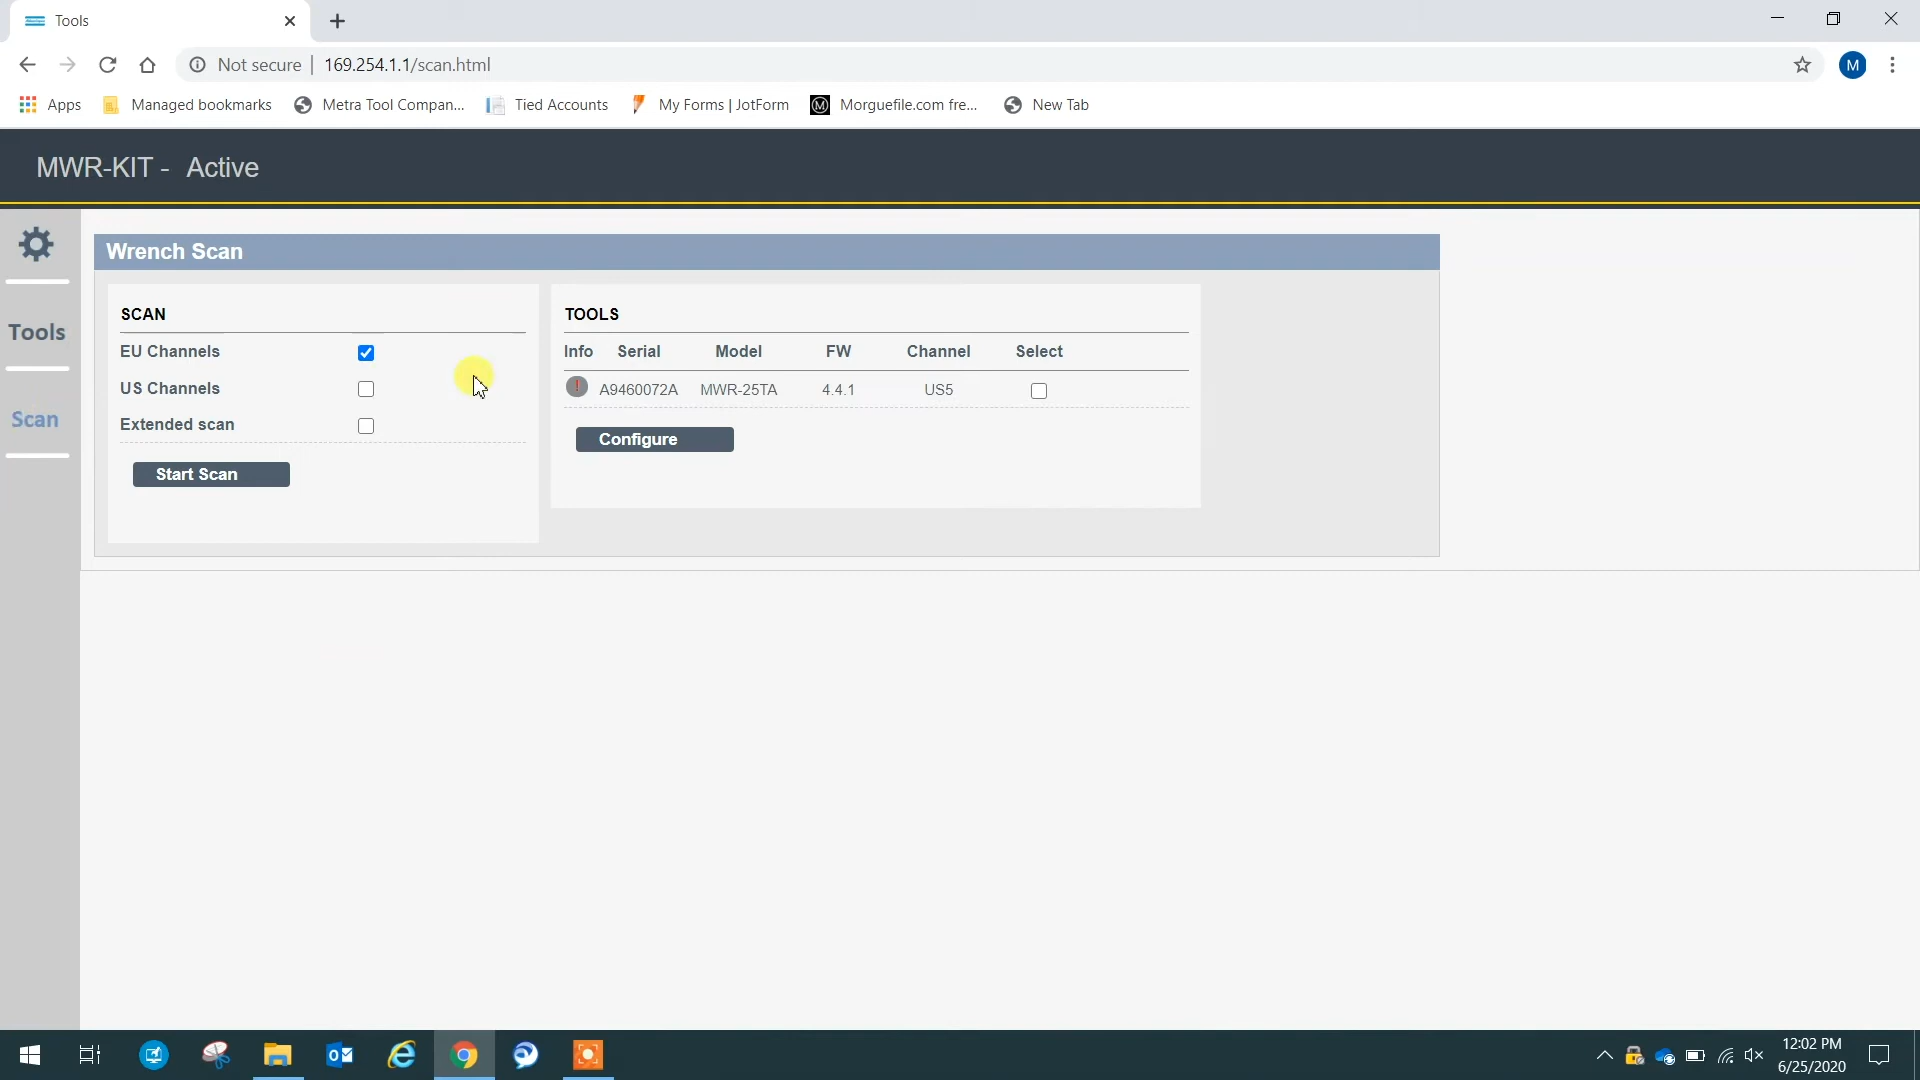 Tools
Not secure | 169.254.1.1/scan.html
M
Apps Managed bookmarks Metra Tool Compan... Tied Accounts My Forms | JotForm Morguefile.com fre... New Tab
MWR-KIT - Active
Wrench Scan
Tools
Scan
SCAN
EU Channels
US Channels
Extended scan
Start Scan
TOOLS
Info Serial Model FW Channel Select
A9460072A MWR-25TA 4.4.1 US5
Configure
12:02 PM
6/25/2020